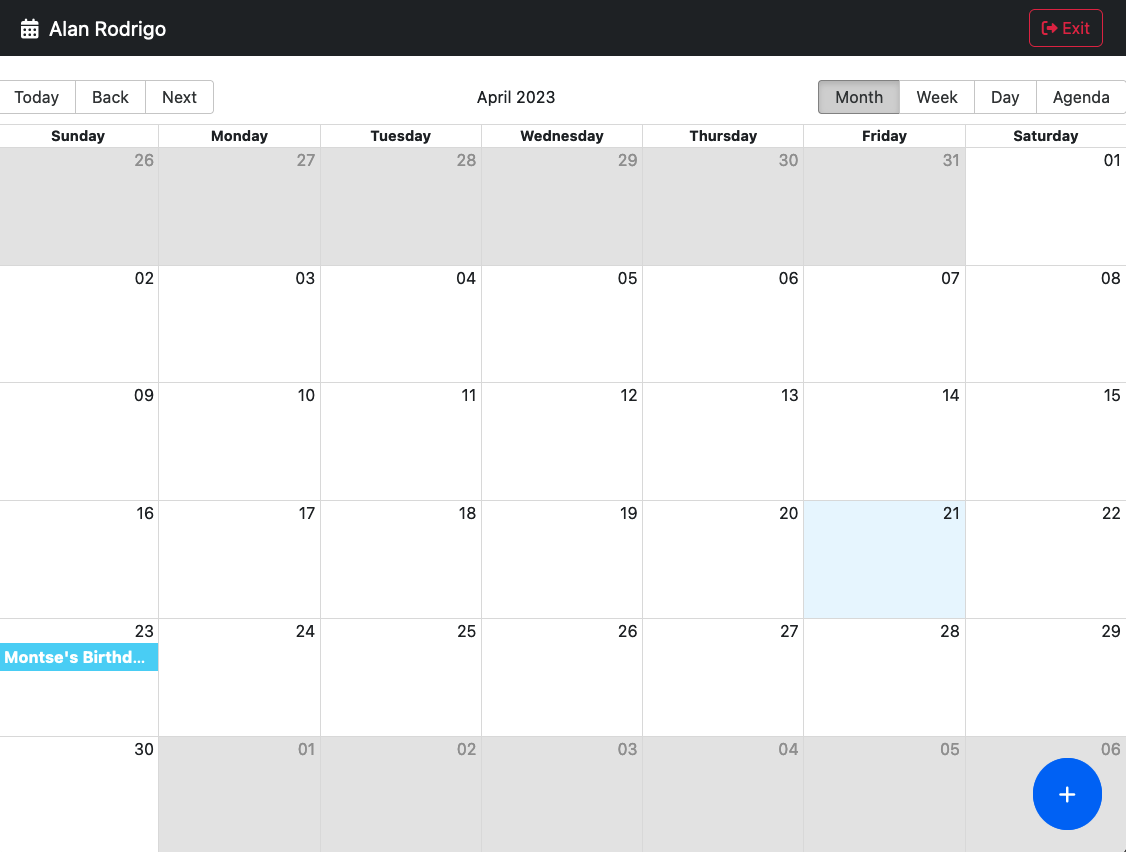 Alan Rodrigo Exit
Today Back Next April 2023 Month Week Day Agenda
Sunday Monday Tuesday Wednesday Thursday Friday Saturday
26 27 28 29 30 31 01
02 03 04 05 06 07 08
09 10 11 12 13 14 15
16 17 18 19 20 21 22
23 24 25 26 27 28 29
Montse's Birthd...
30 01 02 03 04 05 06
+